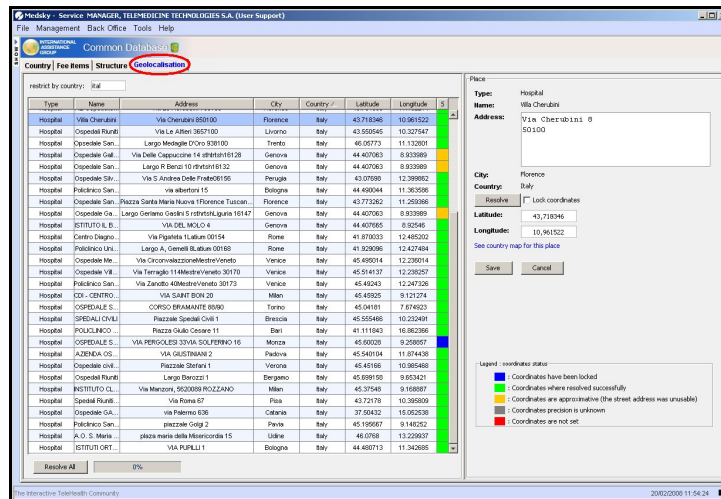 Medsky - Service MANAGER, TELEMEDICINE TECHNOLOGIES S.A. (User Support)
File Management Back Office Tools Help
INTERNATIONAL ASSISTANCE GROUP Common Database
Country Fee items Structure Geolocalisation
restrict by country: ital
Type Name Address City Country Latitude Longitude S
Hospital Villa Cherubini Via Cherubini 850100 Florence Italy 43.718346 10.961522
Hospital Ospedali Riuniti Via Le Alfieri 3657100 Livorno Italy 43.550545 10.327547
Hospital Ospedale San... Largo Medaglie D'Oro 938100 Trento Italy 46.05773 11.132801
Hospital Ospedale Gall... Via Delle Cappuccine 14 sthtrtsh16128 Genova Italy 44.407063 8.933989
Hospital Ospedale San... Largo R Benzi 10 rthrtsh16132 Genova Italy 44.407063 8.933989
Hospital Ospedale Silv... Via S Andrea Delle Fratte06156 Perugia Italy 43.07698 12.399862
Hospital Policlinico San... via albertoni 15 Bologna Italy 44.490044 11.363586
Hospital Ospedale San... Piazza Santa Maria Nuova 1Florence Tuscan... Florence Italy 43.773262 11.259366
Hospital Ospedale Ga... Largo Gerlamo Gaslini 5 rsthrtshLiguria 16147 Genova Italy 44.407063 8.933989
Hospital ISTITUTO IL B... VIA DEL MOLO 4 Genova Italy 44.407665 8.92546
Hospital Centro Diagno... Via Pigafeta 1Latium 00154 Rome Italy 41.870033 12.485202
Hospital Policlinico Uni... Largo A, Gemelli 8Latium 00168 Rome Italy 41.929096 12.427484
Hospital Ospedale Me... Via CirconvalazzioneMestreVeneto Venice Italy 45.495014 12.236014
Hospital Ospedale Vill... Via Terraglio 114MestreVeneto 30170 Venice Italy 45.514137 12.238257
Hospital Policlinico San... Via Zanotto 40MestreVeneto 30173 Venice Italy 45.49243 12.247326
Hospital CDI - CENTRO... VIA SAINT BON 20 Milan Italy 45.45925 9.121274
Hospital OSPEDALE S... CORSO BRAMANTE 88/90 Torino Italy 45.04181 7.674923
Hospital SPEDALI CIVILI Piazzale Spedali Civili 1 Brescia Italy 45.555466 10.232491
Hospital POLICLINICO ... Piazza Giulio Cesare 11 Bari Italy 41.111843 16.862366
Hospital OSPEDALE S... VIA PERGOLESI 33VIA SOLFERINO 16 Monza Italy 45.60028 9.258857
Hospital AZIENDA OS... VIA GIUSTINIANI 2 Padova Italy 45.540104 11.874438
Hospital Ospedale civil... Piazzale Stefani 1 Verona Italy 45.45166 10.985468
Hospital Ospedali Riuniti Largo Barozzi 1 Bergamo Italy 45.699158 9.653421
Hospital INSTITUTO CL... Via Manzoni, 5620089 ROZZANO Milan Italy 45.37548 9.168887
Hospital Spedali Riuniti... Via Roma 67 Pisa Italy 43.72178 10.395809
Hospital Ospedale GA... via Palermo 636 Catania Italy 37.50432 15.052538
Hospital Policlinico San... piazzale Golgi 2 Pavia Italy 45.195667 9.148252
Hospital A.O. S. Maria ... plaza maria della Misericordia 15 Udine Italy 46.0768 13.229937
Hospital ISTITUTI ORT... VIA PUPILLI 1 Bologna Italy 44.480713 11.342685
Resolve All 0%
Place
Type: Hospital
Name: Villa Cherubini
Address: Via Cherubini 8
50100
City: Florence
Country: Italy
Resolve Lock coordinates
Latitude: 43,718346
Longitude: 10,961522
See country map for this place
Save Cancel
Legend : coordinates status
: Coordinates have been locked
: Coordinates where resolved successfully
: Coordinates are approximative (the street address was unusable)
: Coordinates precision is unknown
: Coordinates are not set
The Interactive TeleHealth Community 20/02/2008 11:54:24